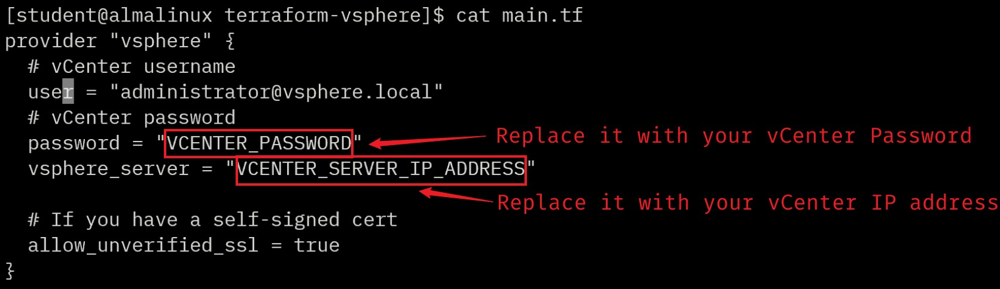 [student@almalinux terraform-vsphere]$ cat main.tf
provider "vsphere" {
  # vCenter username
  user = "administrator@vsphere.local"
  # vCenter password
  password = "VCENTER_PASSWORD"
Replace it with your vCenter Password
  vsphere_server = "VCENTER_SERVER_IP_ADDRESS"
Replace it with your vCenter IP address
  # If you have a self-signed cert
  allow_unverified_ssl = true
}